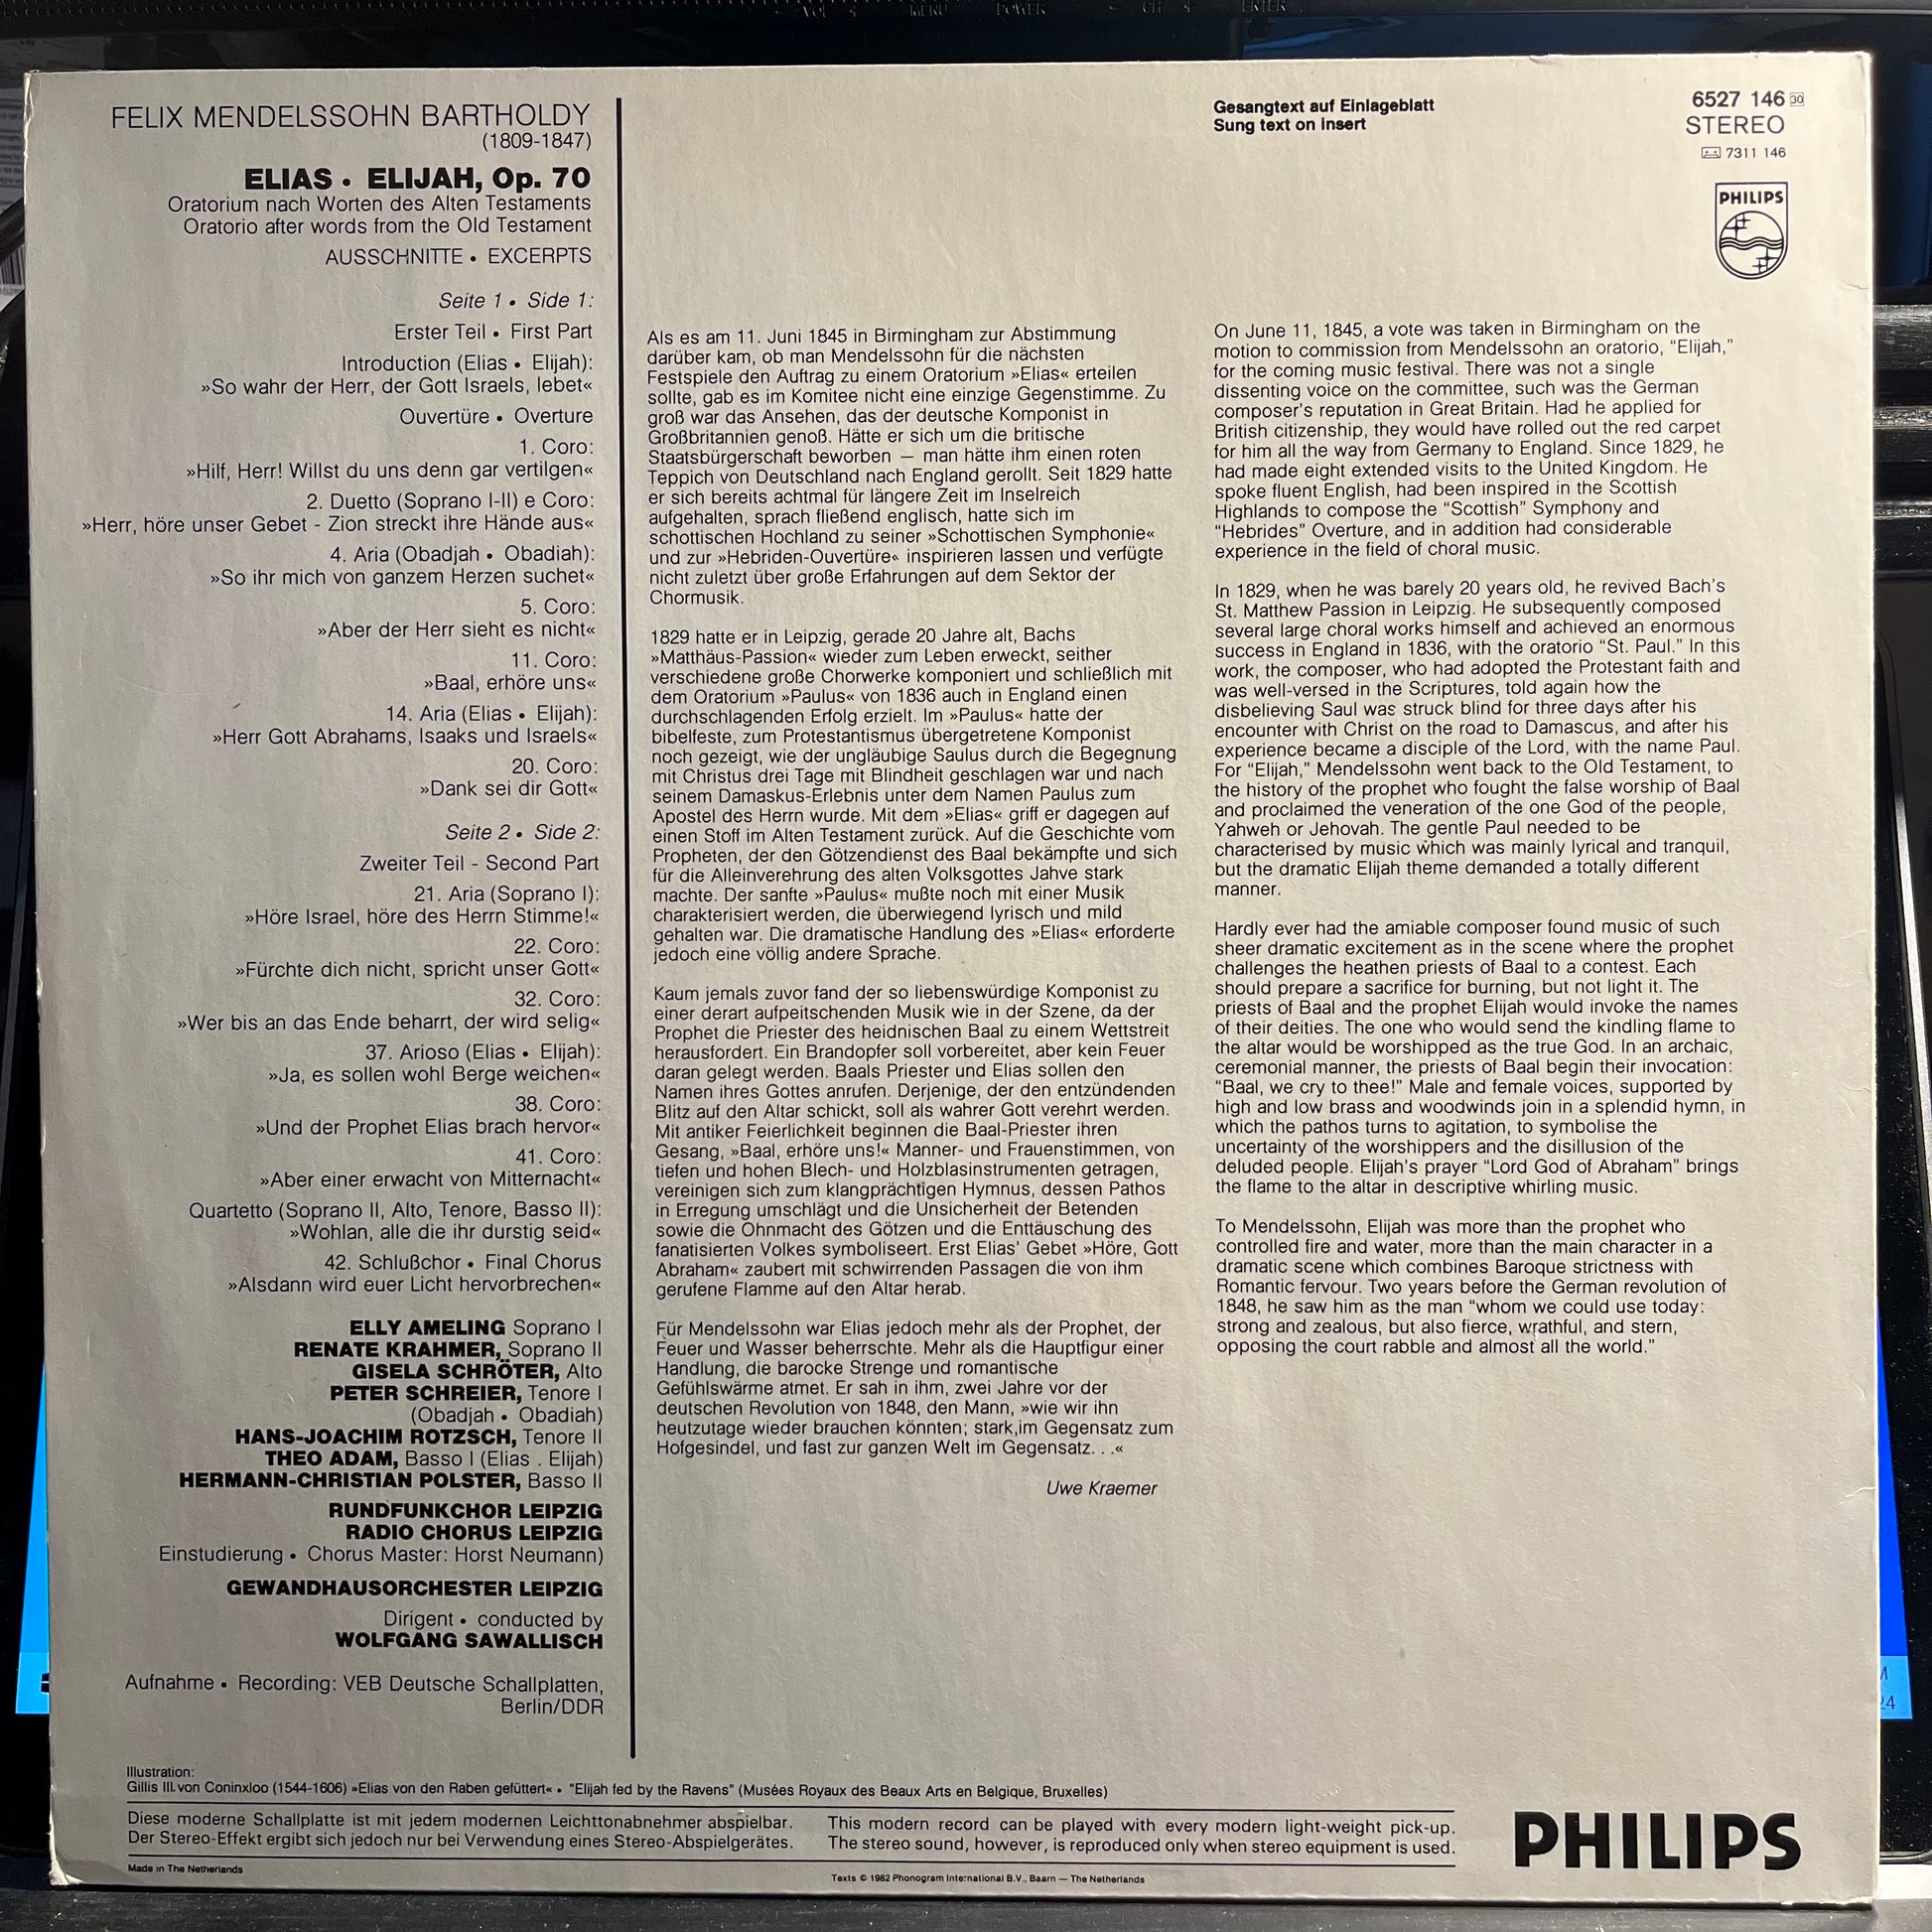 FELIX MENDELSSOHN BARTHOLDY
(1809-1847)
ELIAS • ELIJAH, Op. 70
Oratorium nach Worten des Alten Testaments
Oratorio after words from the Old Testament
AUSSCHNITTE • EXCERPTS
Seite 1 • Side 1:
Erster Teil • First Part
Introduction (Elias • Elijah):
»So wahr der Herr, der Gott Israels, lebet«
Ouvertüre • Overture
1. Coro:
»Hilf, Herr! Willst du uns denn gar vertilgen«
2. Duetto (Soprano I-II) e Coro:
»Herr, höre unser Gebet - Zion streckt ihre Hände aus«
4. Aria (Obadjah • Obadiah):
»So ihr mich von ganzem Herzen suchet«
5. Coro:
»Aber der Herr sieht es nicht«
11. Coro:
»Baal, erhöre uns«
14. Aria (Elias • Elijah):
»Herr Gott Abrahams, Isaaks und Israels«
20. Coro:
»Dank sei dir Gott«
Seite 2 • Side 2:
Zweiter Teil - Second Part
21. Aria (Soprano I):
»Höre Israel, höre des Herrn Stimme!«
22. Coro:
»Fürchte dich nicht, spricht unser Gott«
32. Coro:
»Wer bis an das Ende beharrt, der wird selig«
37. Arioso (Elias • Elijah):
»Ja, es sollen wohl Berge weichen«
38. Coro:
»Und der Prophet Elias brach hervor«
41. Coro:
»Aber einer erwacht von Mitternacht«
Quartetto (Soprano II, Alto, Tenore, Basso II):
»Wohlan, alle die ihr durstig seid«
42. Schlußchor • Final Chorus
»Alsdann wird euer Licht hervorbrechen«
ELLY AMELING Soprano I
RENATE KRAHMER, Soprano II
GISELA SCHRÖTER, Alto
PETER SCHREIER, Tenore I
(Obadjah • Obadiah)
HANS-JOACHIM ROTZSCH, Tenore II
THEO ADAM, Basso I (Elias . Elijah)
HERMANN-CHRISTIAN POLSTER, Basso II
RUNDFUNKCHOR LEIPZIG
RADIO CHORUS LEIPZIG
Einstudierung • Chorus Master: Horst Neumann)
GEWANDHAUSORCHESTER LEIPZIG
Dirigent • conducted by
WOLFGANG SAWALLISCH
Aufnahme • Recording: VEB Deutsche Schallplatten,
Berlin/DDR
Als es am 11. Juni 1845 in Birmingham zur Abstimmung
darüber kam, ob man Mendelssohn für die nächsten
Festspiele den Auftrag zu einem Oratorium »Elias« erteilen
sollte, gab es im Komitee nicht eine einzige Gegenstimme. Zu
groß war das Ansehen, das der deutsche Komponist in
Großbritannien genoß. Hätte er sich um die britische
Staatsbürgerschaft beworben — man hätte ihm einen roten
Teppich von Deutschland nach England gerollt. Seit 1829 hatte
er sich bereits achtmal für längere Zeit im Inselreich
aufgehalten, sprach fließend englisch, hatte sich im
schottischen Hochland zu seiner »Schottischen Symphonie«
und zur »Hebriden-Ouvertüre« inspirieren lassen und verfügte
nicht zuletzt über große Erfahrungen auf dem Sektor der
Chormusik.
1829 hatte er in Leipzig, gerade 20 Jahre alt, Bachs
»Matthäus-Passion« wieder zum Leben erweckt, seither
verschiedene große Chorwerke komponiert und schließlich mit
dem Oratorium »Paulus« von 1836 auch in England einen
durchschlagenden Erfolg erzielt. Im »Paulus« hatte der
bibelfeste, zum Protestantismus übergetretene Komponist
noch gezeigt, wie der ungläubige Saulus durch die Begegnung
mit Christus drei Tage mit Blindheit geschlagen war und nach
seinem Damaskus-Erlebnis unter dem Namen Paulus zum
Apostel des Herrn wurde. Mit dem »Elias« griff er dagegen auf
einen Stoff im Alten Testament zurück. Auf die Geschichte vom
Propheten, der den Götzendienst des Baal bekämpfte und sich
für die Alleinverehrung des alten Volksgottes Jahve stark
machte. Der sanfte »Paulus« mußte noch mit einer Musik
charakterisiert werden, die überwiegend lyrisch und mild
gehalten war. Die dramatische Handlung des »Elias« erforderte
jedoch eine völlig andere Sprache.
Kaum jemals zuvor fand der so liebenswürdige Komponist zu
einer derart aufpeitschenden Musik wie in der Szene, da der
Prophet die Priester des heidnischen Baal zu einem Wettstreit
herausfordert. Ein Brandopfer soll vorbereitet, aber kein Feuer
daran gelegt werden. Baals Priester und Elias sollen den
Namen ihres Gottes anrufen. Derjenige, der den entzündenden
Blitz auf den Altar schickt, soll als wahrer Gott verehrt werden.
Mit antiker Feierlichkeit beginnen die Baal-Priester ihren
Gesang, »Baal, erhöre uns!« Manner- und Frauenstimmen, von
tiefen und hohen Blech- und Holzblasinstrumenten getragen,
vereinigen sich zum klangprächtigen Hymnus, dessen Pathos
in Erregung umschlägt und die Unsicherheit der Betenden
sowie die Ohnmacht des Götzen und die Enttäuschung des
fanatisierten Volkes symboliseert. Erst Elias' Gebet »Höre, Gott
Abraham« zaubert mit schwirrenden Passagen die von ihm
gerufene Flamme auf den Altar herab.
Für Mendelssohn war Elias jedoch mehr als der Prophet, der
Feuer und Wasser beherrschte. Mehr als die Hauptfigur einer
Handlung, die barocke Strenge und romantische
Gefühlswärme atmet. Er sah in ihm, zwei Jahre vor der
deutschen Revolution von 1848, den Mann, »wie wir ihn
heutzutage wieder brauchen könnten; stark,im Gegensatz zum
Hofgesindel, und fast zur ganzen Welt im Gegensatz. . .«
Uwe Kraemer
Gesangtext auf Einlageblatt
Sung text on insert
6527 146 30
STEREO
7311 146
PHILIPS
On June 11, 1845, a vote was taken in Birmingham on the
motion to commission from Mendelssohn an oratorio, “Elijah,”
for the coming music festival. There was not a single
dissenting voice on the committee, such was the German
composer's reputation in Great Britain. Had he applied for
British citizenship, they would have rolled out the red carpet
for him all the way from Germany to England. Since 1829, he
had made eight extended visits to the United Kingdom. He
spoke fluent English, had been inspired in the Scottish
Highlands to compose the “Scottish” Symphony and
“Hebrides” Overture, and in addition had considerable
experience in the field of choral music.
In 1829, when he was barely 20 years old, he revived Bach's
St. Matthew Passion in Leipzig. He subsequently composed
several large choral works himself and achieved an enormous
success in England in 1836, with the oratorio “St. Paul.” In this
work, the composer, who had adopted the Protestant faith and
was well-versed in the Scriptures, told again how the
disbelieving Saul was struck blind for three days after his
encounter with Christ on the road to Damascus, and after his
experience became a disciple of the Lord, with the name Paul.
For “Elijah,” Mendelssohn went back to the Old Testament, to
the history of the prophet who fought the false worship of Baal
and proclaimed the veneration of the one God of the people,
Yahweh or Jehovah. The gentle Paul needed to be
characterised by music which was mainly lyrical and tranquil,
but the dramatic Elijah theme demanded a totally different
manner.
Hardly ever had the amiable composer found music of such
sheer dramatic excitement as in the scene where the prophet
challenges the heathen priests of Baal to a contest. Each
should prepare a sacrifice for burning, but not light it. The
priests of Baal and the prophet Elijah would invoke the names
of their deities. The one who would send the kindling flame to
the altar would be worshipped as the true God. In an archaic,
ceremonial manner, the priests of Baal begin their invocation:
“Baal, we cry to thee!” Male and female voices, supported by
high and low brass and woodwinds join in a splendid hymn, in
which the pathos turns to agitation, to symbolise the
uncertainty of the worshippers and the disillusion of the
deluded people. Elijah's prayer “Lord God of Abraham” brings
the flame to the altar in descriptive whirling music.
To Mendelssohn, Elijah was more than the prophet who
controlled fire and water, more than the main character in a
dramatic scene which combines Baroque strictness with
Romantic fervour. Two years before the German revolution of
1848, he saw him as the man “whom we could use today:
strong and zealous, but also fierce, wrathful, and stern,
opposing the court rabble and almost all the world.”
Illustration:
Gillis III. von Coninxloo (1544-1606) »Elias von den Raben gefüttert« • "Elijah fed by the Ravens" (Musées Royaux des Beaux Arts en Belgique, Bruxelles)
Diese moderne Schallplatte ist mit jedem modernen Leichttonabnehmer abspielbar.
Der Stereo-Effekt ergibt sich jedoch nur bei Verwendung eines Stereo-Abspielgerätes.
This modern record can be played with every modern light-weight pick-up.
The stereo sound, however, is reproduced only when stereo equipment is used.
PHILIPS
Made in The Netherlands
Texts © 1982 Phonogram International B.V., Baarn — The Netherlands
MENU POWER CH ENTER